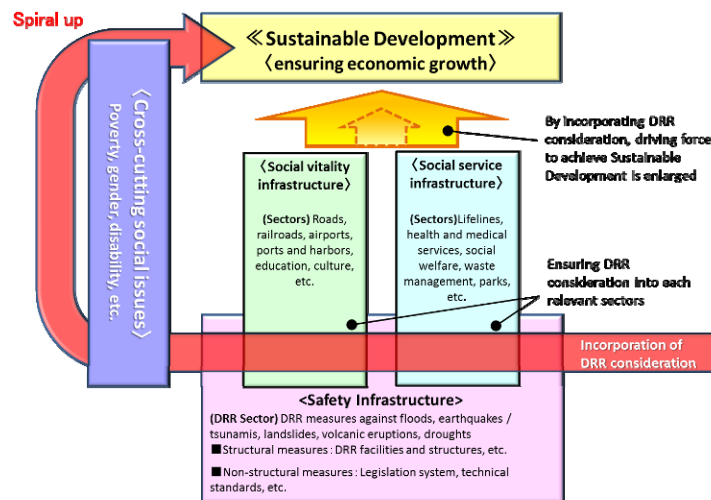 Spiral up
≪Sustainable Development≫
〈ensuring economic growth〉
〈Cross-cutting social issues〉
Poverty, gender, disability, etc.
By incorporating DRR
consideration, driving force
to achieve Sustainable
Development is enlarged
〈Social vitality
infrastructure〉
(Sectors) Roads,
railroads, airports,
ports and harbors,
education, culture,
etc.
〈Social service
infrastructure〉
(Sectors)Lifelines,
health and medical
services, social
welfare, waste
management, parks,
etc.
Ensuring DRR
consideration into each
relevant sectors
Incorporation of
DRR consideration
<Safety Infrastructure>
(DRR Sector) DRR measures against floods, earthquakes /
tsunamis, landslides, volcanic eruptions, droughts
■Structural measures : DRR facilities and structures, etc.
■Non-structural measures : Legislation system, technical
standards, etc.